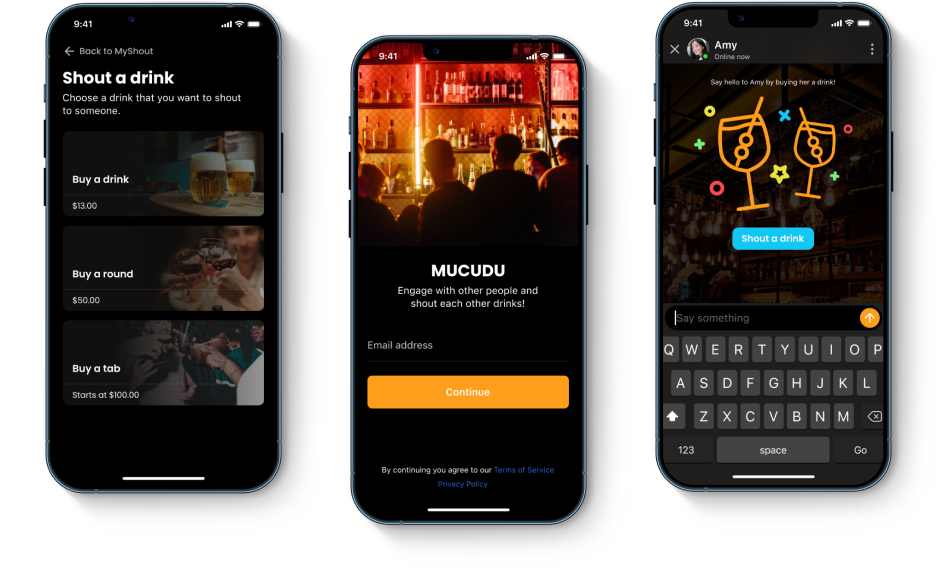 9:41
Back to MyShout
Shout a drink
Choose a drink that you want to shout
to someone.
Buy a drink
$13.00
Buy a round
$50.00
Buy a tab
Starts at $100.00
9:41
MUCUDU
Engage with other people and
shout each other drinks!
Email address
Continue
By continuing you agree to our Terms of Service
Privacy Policy
9:41
Amy
Online now
Say hello to Amy by buying her a drink!
Shout a drink
Say something
Q W E R T Y U I O P
A S D F G H J K L
Z X C V B N M
123 space Go